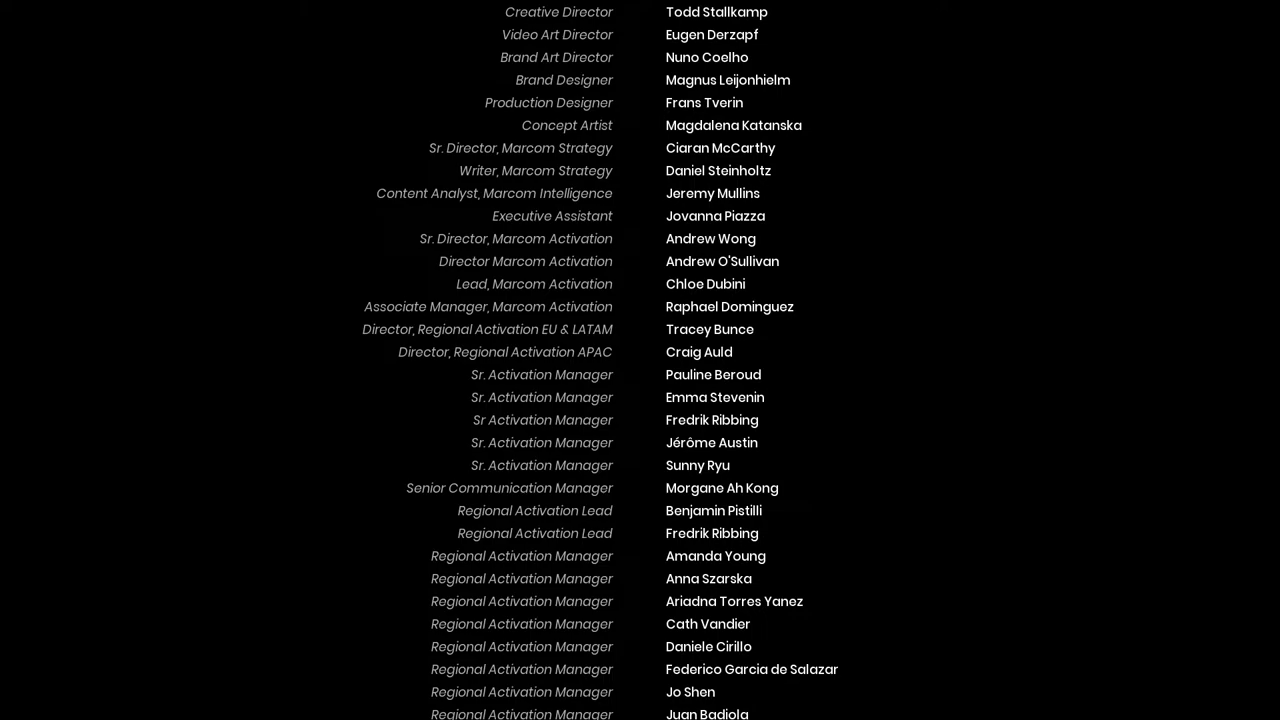 Creative Director Todd Stallkamp
Video Art Director Eugen Derzapf
Brand Art Director Nuno Coelho
Brand Designer Magnus Leijonhielm
Production Designer Frans Tverin
Concept Artist Magdalena Katanska
Sr. Director, Marcom Strategy Ciaran McCarthy
Writer, Marcom Strategy Daniel Steinholtz
Content Analyst, Marcom Intelligence Jeremy Mullins
Executive Assistant Jovanna Piazza
Sr. Director, Marcom Activation Andrew Wong
Director Marcom Activation Andrew O'Sullivan
Lead, Marcom Activation Chloe Dubini
Associate Manager, Marcom Activation Raphael Dominguez
Director, Regional Activation EU & LATAM Tracey Bunce
Director, Regional Activation APAC Craig Auld
Sr. Activation Manager Pauline Beroud
Sr. Activation Manager Emma Stevenin
Sr Activation Manager Fredrik Ribbing
Sr. Activation Manager Jérôme Austin
Sr. Activation Manager Sunny Ryu
Senior Communication Manager Morgane Ah Kong
Regional Activation Lead Benjamin Pistilli
Regional Activation Lead Fredrik Ribbing
Regional Activation Manager Amanda Young
Regional Activation Manager Anna Szarska
Regional Activation Manager Ariadna Torres Yanez
Regional Activation Manager Cath Vandier
Regional Activation Manager Daniele Cirillo
Regional Activation Manager Federico Garcia de Salazar
Regional Activation Manager Jo Shen
Regional Activation Manager Juan Badiola